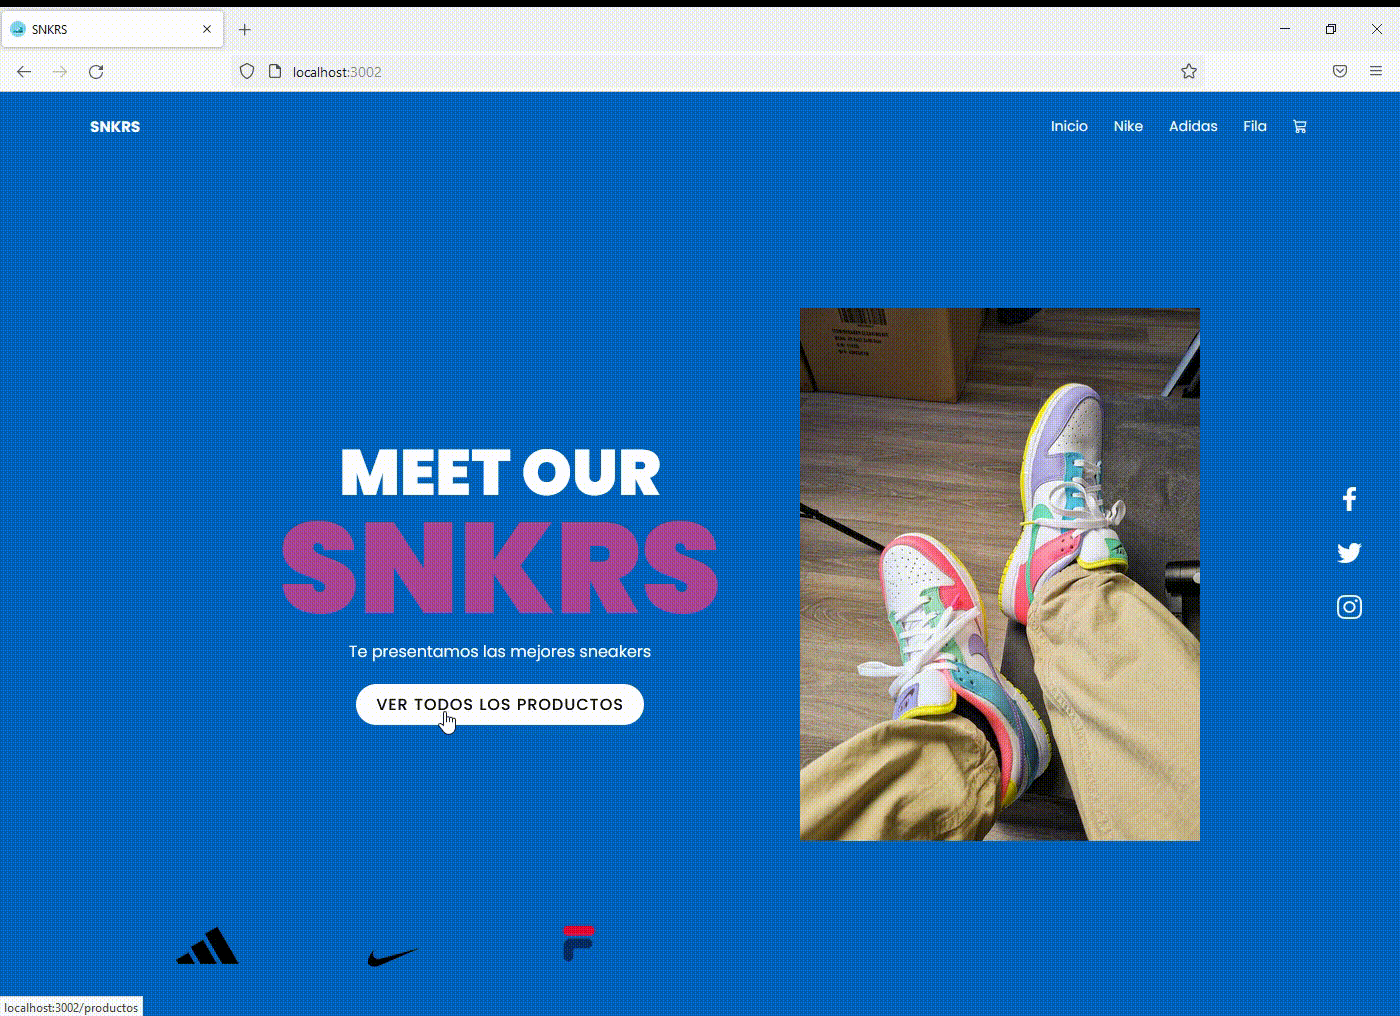 SNKRS
localhost:3002
SNKRS
Inicio Nike Adidas Fila
MEET OUR
SNKRS
Te presentamos las mejores sneakers
VER TODOS LOS PRODUCTOS
localhost:3002/productos